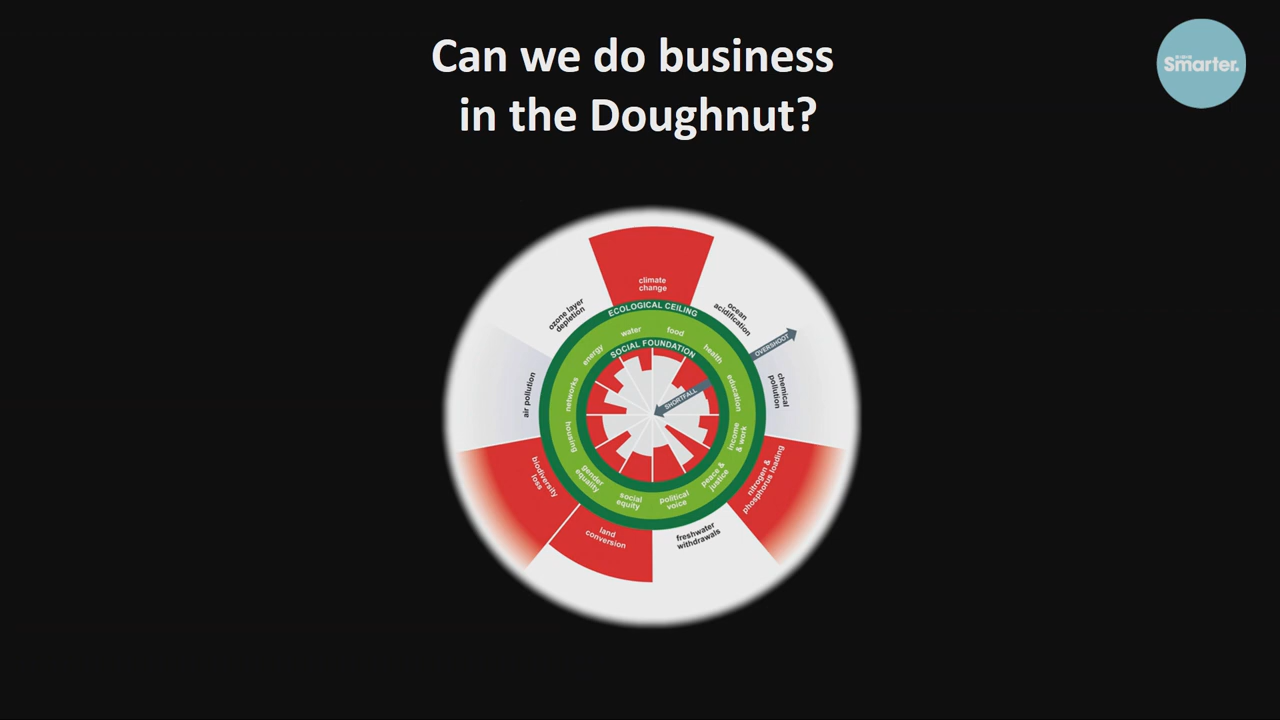 Can we do business
in the Doughnut?
Smarter.
climate
change
ozone layer
depletion
ocean
acidification
ECOLOGICAL CEILING
OVERSHOOT
water
food
energy
health
SOCIAL FOUNDATION
air pollution
networks
SHORTFALL
education
chemical
pollution
housing
income
& work
biodiversity
loss
gender
equality
peace &
justice
nitrogen &
phosphorus loading
social
equity
political
voice
land
conversion
freshwater
withdrawals